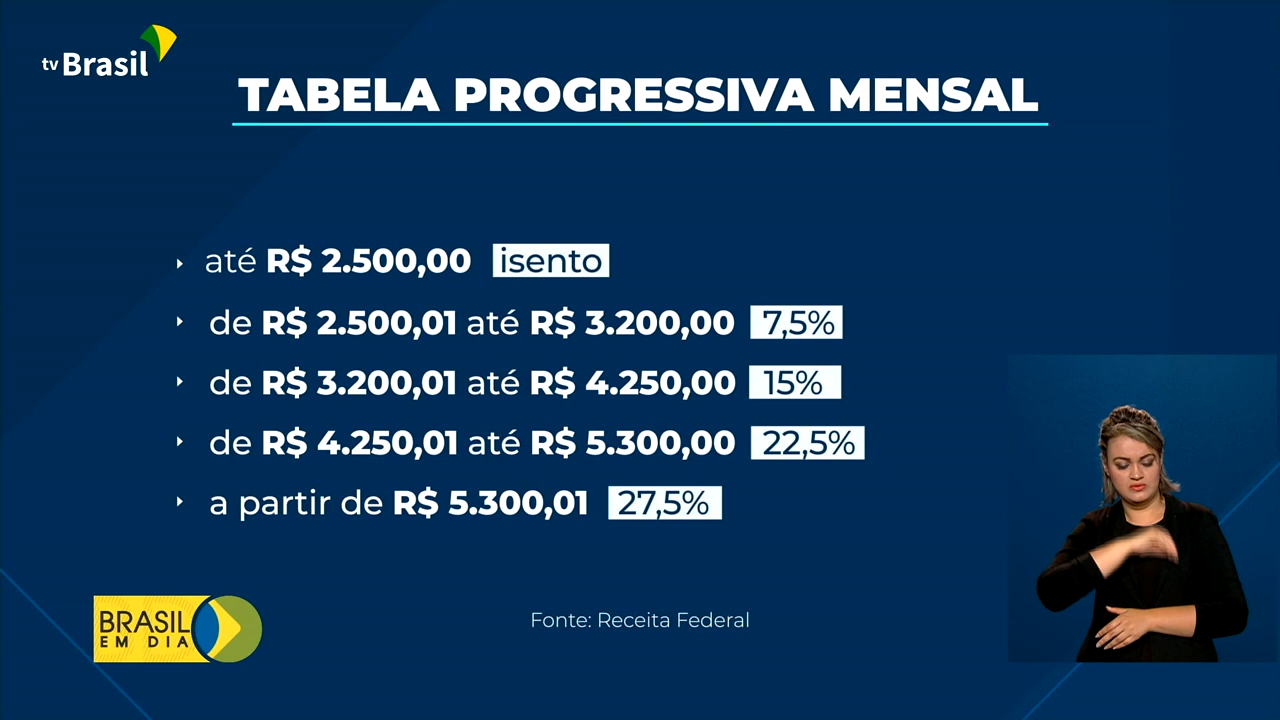 tv Brasil
TABELA PROGRESSIVA MENSAL
até R$ 2.500,00 isento
de R$ 2.500,01 até R$ 3.200,00 7,5%
de R$ 3.200,01 até R$ 4.250,00 15%
de R$ 4.250,01 até R$ 5.300,00 22,5%
a partir de R$ 5.300,01 27,5%
BRASIL
EM DIA
Fonte: Receita Federal